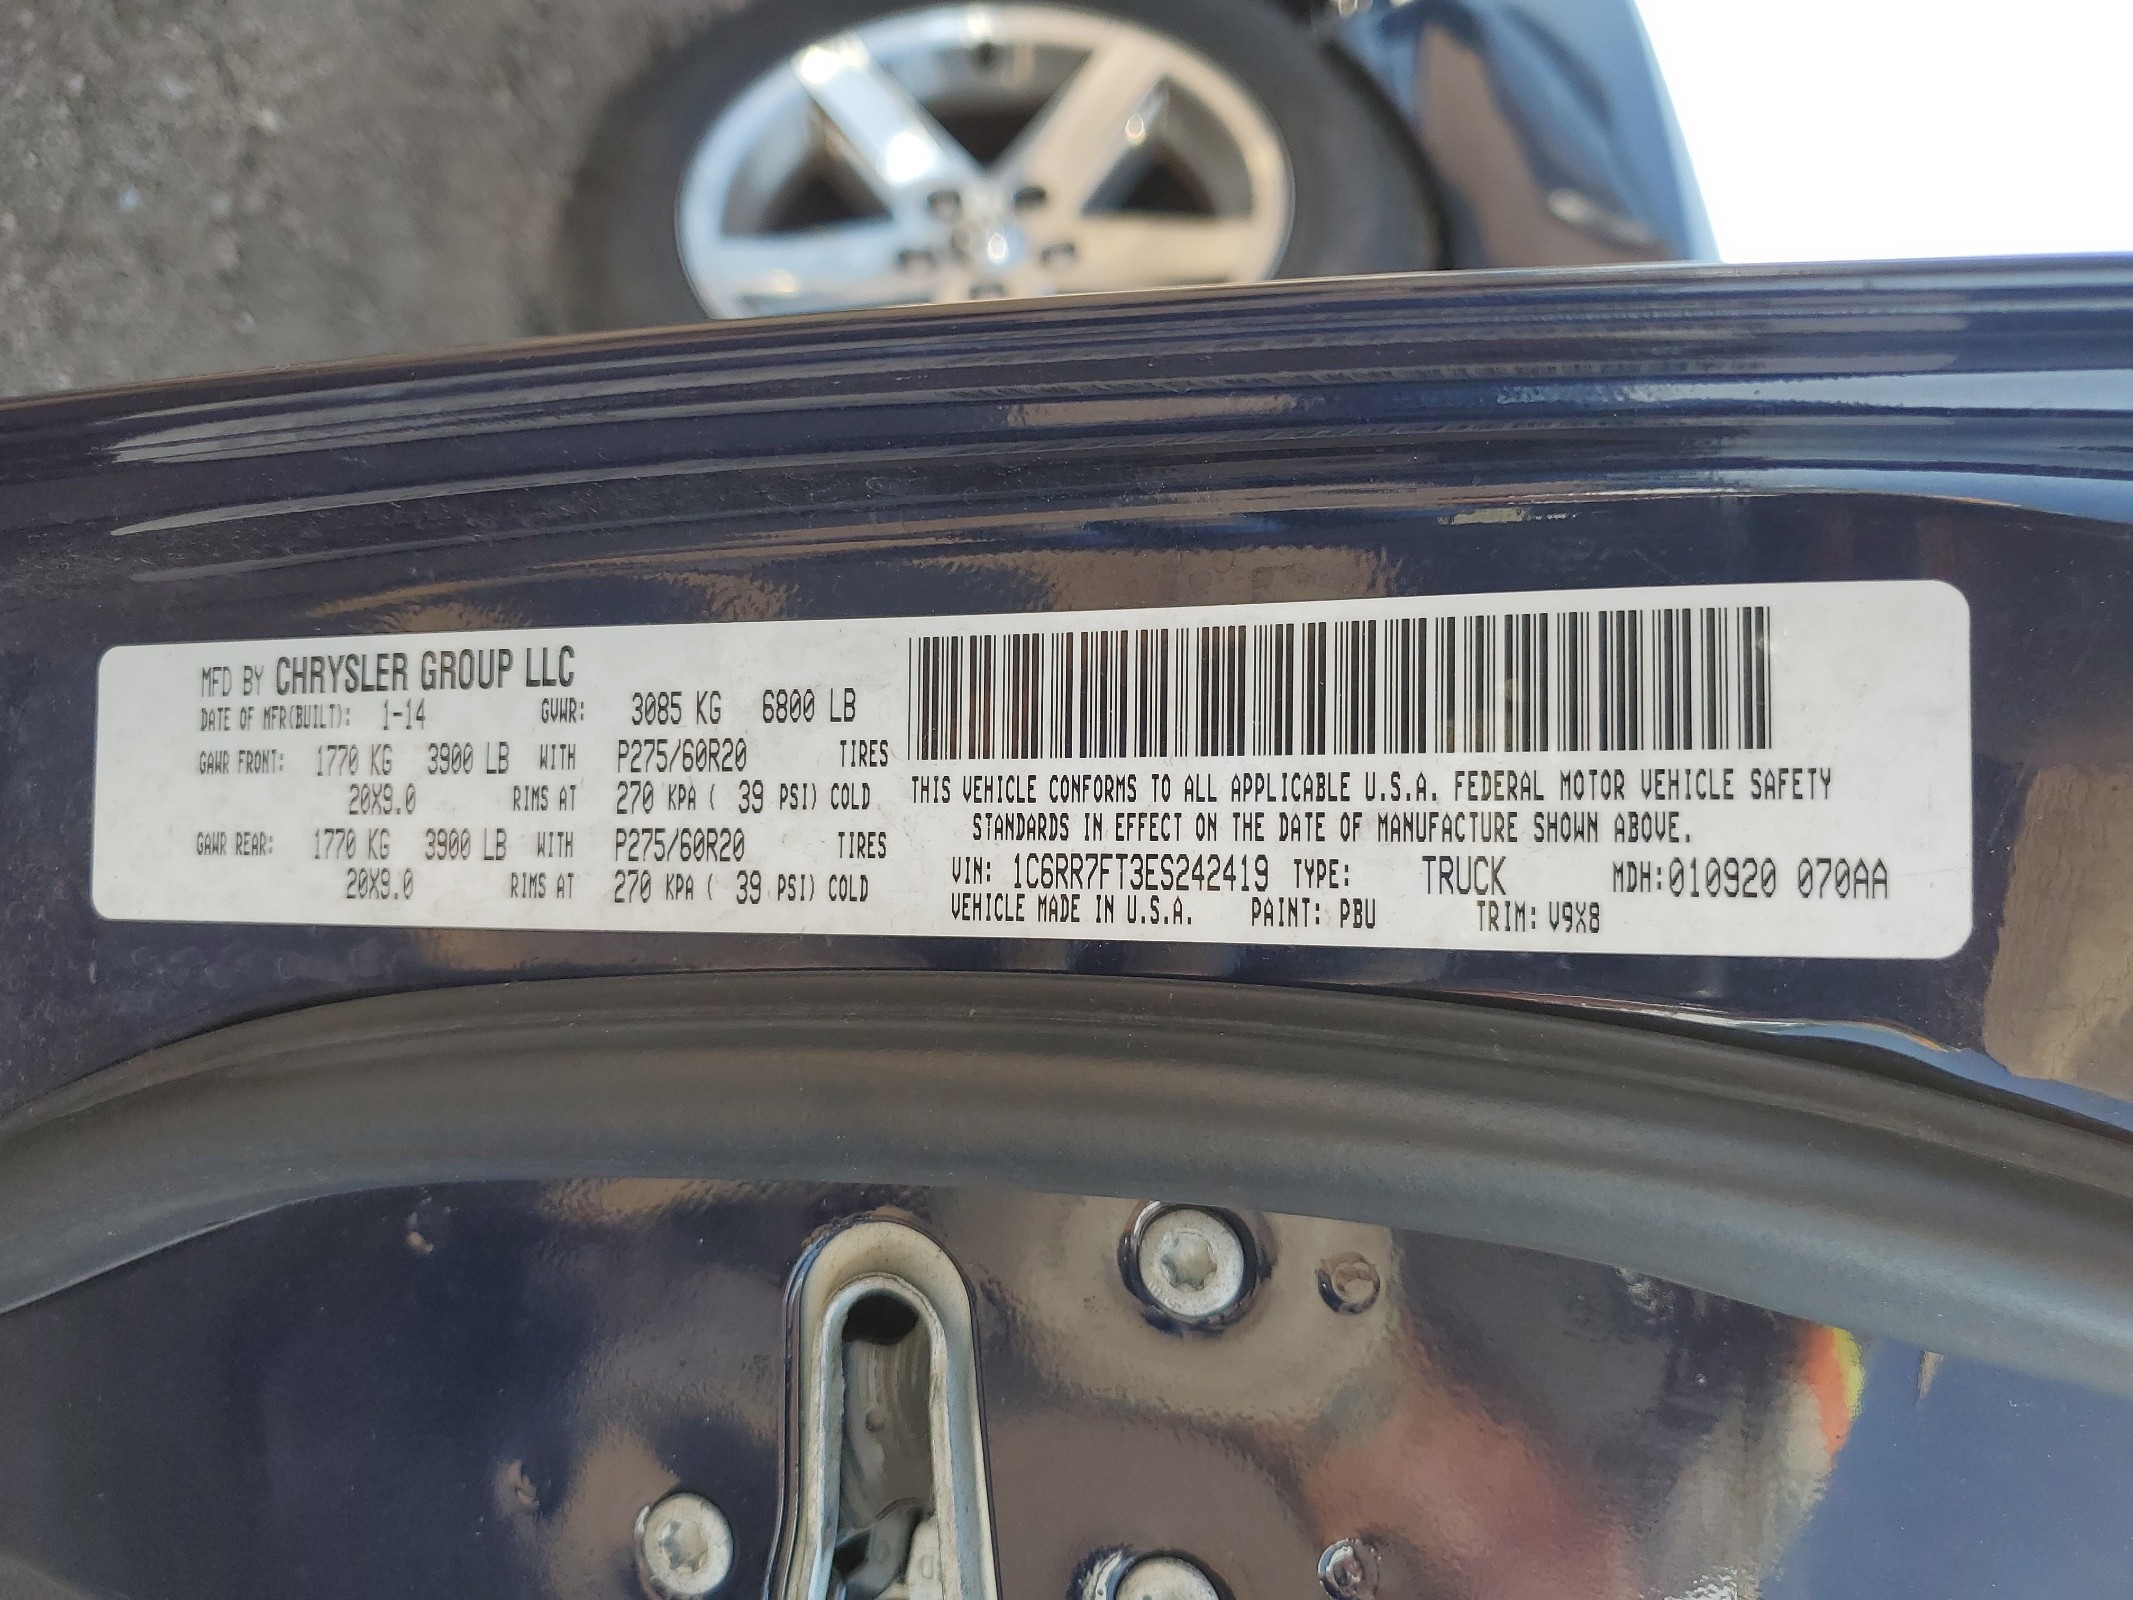 MFD BY CHRYSLER GROUP LLC
DATE OF MFR(BUILT): 1-14 GVWR: 3085 KG 6800 LB
GAWR FRONT: 1770 KG 3900 LB WITH P275/60R20 TIRES
20X9.0 RIMS AT 270 KPA ( 39 PSI) COLD
GAWR REAR: 1770 KG 3900 LB WITH P275/60R20 TIRES
20X9.0 RIMS AT 270 KPA ( 39 PSI) COLD
THIS VEHICLE CONFORMS TO ALL APPLICABLE U.S.A. FEDERAL MOTOR VEHICLE SAFETY
STANDARDS IN EFFECT ON THE DATE OF MANUFACTURE SHOWN ABOVE.
VIN: 1C6RR7FT3ES242419 TYPE: TRUCK MDH:010920 070AA
VEHICLE MADE IN U.S.A. PAINT: PBU TRIM: V9X8